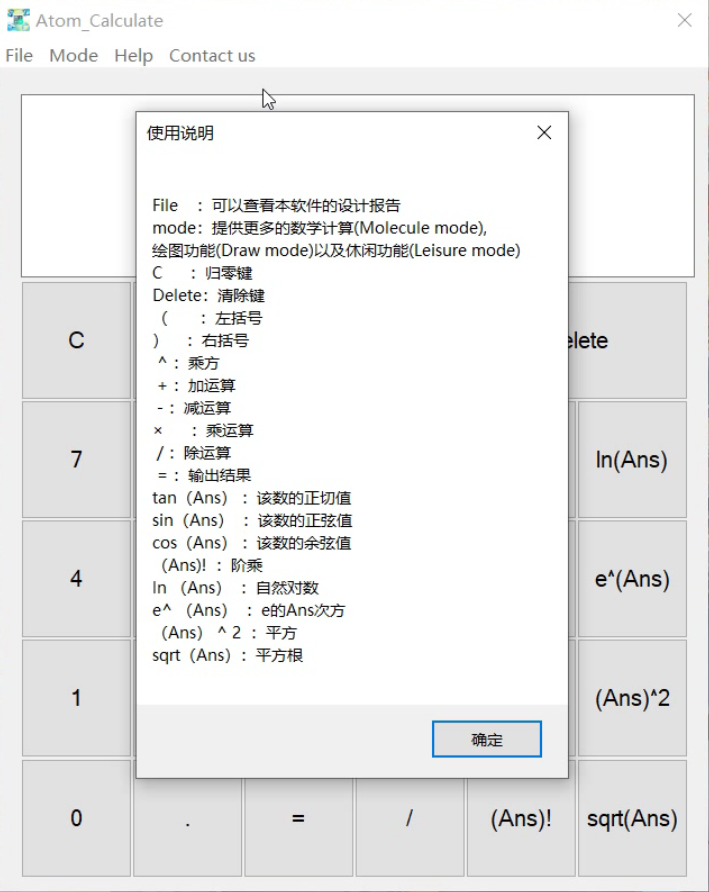 Atom_Calculate
File Mode Help Contact us
使用说明
File ：可以查看本软件的设计报告
mode：提供更多的数学计算(Molecule mode),
绘图功能(Draw mode)以及休闲功能(Leisure mode)
C ：归零键
Delete：清除键
（ ：左括号
） ：右括号
^：乘方
+：加运算
-：减运算
× ：乘运算
/：除运算
=：输出结果
tan（Ans）：该数的正切值
sin（Ans） ：该数的正弦值
cos（Ans）：该数的余弦值
（Ans)! ：阶乘
ln （Ans） ：自然对数
e^ （Ans） ：e的Ans次方
（Ans）^ 2 ：平方
sqrt（Ans）：平方根
确定
C elete
7 ln(Ans)
4 e^(Ans)
1 (Ans)^2
0 . = / (Ans)! sqrt(Ans)